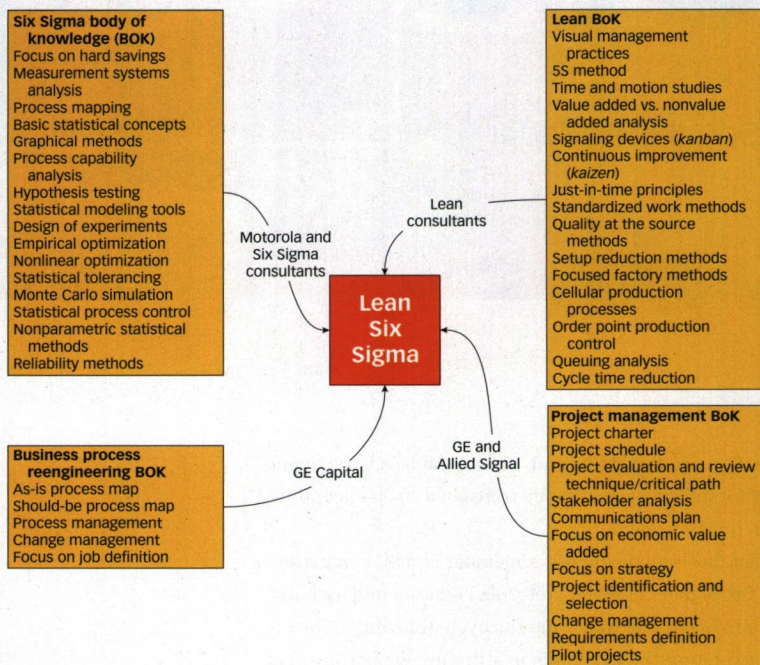 Six Sigma body of
knowledge (BOK)
Focus on hard savings
Measurement systems
analysis
Process mapping
Basic statistical concepts
Graphical methods
Process capability
analysis
Hypothesis testing
Statistical modeling tools
Design of experiments
Empirical optimization
Nonlinear optimization
Statistical tolerancing
Monte Carlo simulation
Statistical process control
Nonparametric statistical
methods
Reliability methods
Motorola and
Six Sigma
consultants
Lean
consultants
Lean BoK
Visual management
practices
5S method
Time and motion studies
Value added vs. nonvalue
added analysis
Signaling devices (kanban)
Continuous improvement
(kaizen)
Just-in-time principles
Standardized work methods
Quality at the source
methods
Setup reduction methods
Focused factory methods
Cellular production
processes
Order point production
control
Queuing analysis
Cycle time reduction
Lean
Six
Sigma
Business process
reengineering BOK
As-is process map
Should-be process map
Process management
Change management
Focus on job definition
GE Capital
GE and
Allied Signal
Project management BoK
Project charter
Project schedule
Project evaluation and review
technique/critical path
Stakeholder analysis
Communications plan
Focus on economic value
added
Focus on strategy
Project identification and
selection
Change management
Requirements definition
Pilot projects